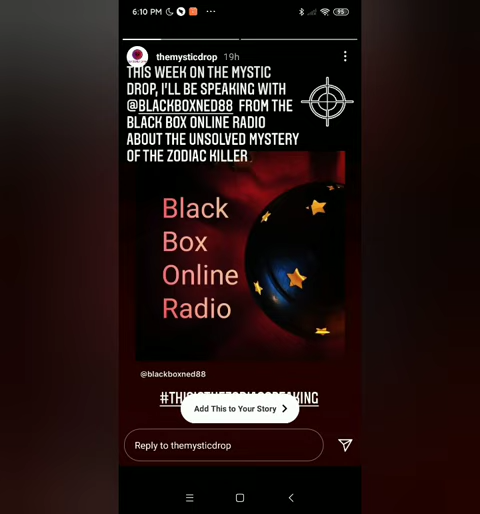 6:10 PM
95
themysticdrop 19h
THIS WEEK ON THE MYSTIC
DROP, I'LL BE SPEAKING WITH
@BLACKBOXNED88 FROM THE
BLACK BOX ONLINE RADIO
ABOUT THE UNSOLVED MYSTERY
OF THE ZODIAC KILLER
Black
Box
Online
Radio
@blackboxned88
Add This to Your Story
Reply to themysticdrop